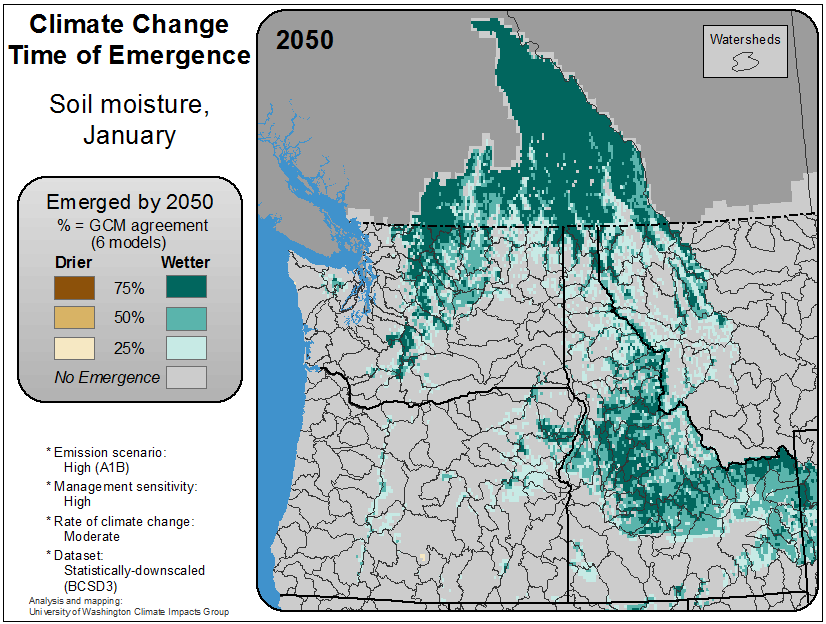 Climate Change
Time of Emergence
Soil moisture,
January
Emerged by 2050
% = GCM agreement
(6 models)
Drier Wetter
75%
50%
25%
No Emergence
* Emission scenario:
High (A1B)
* Management sensitivity:
High
* Rate of climate change:
Moderate
* Dataset:
Statistically-downscaled
(BCSD3)
Analysis and mapping:
University of Washington Climate Impacts Group
2050
Watersheds